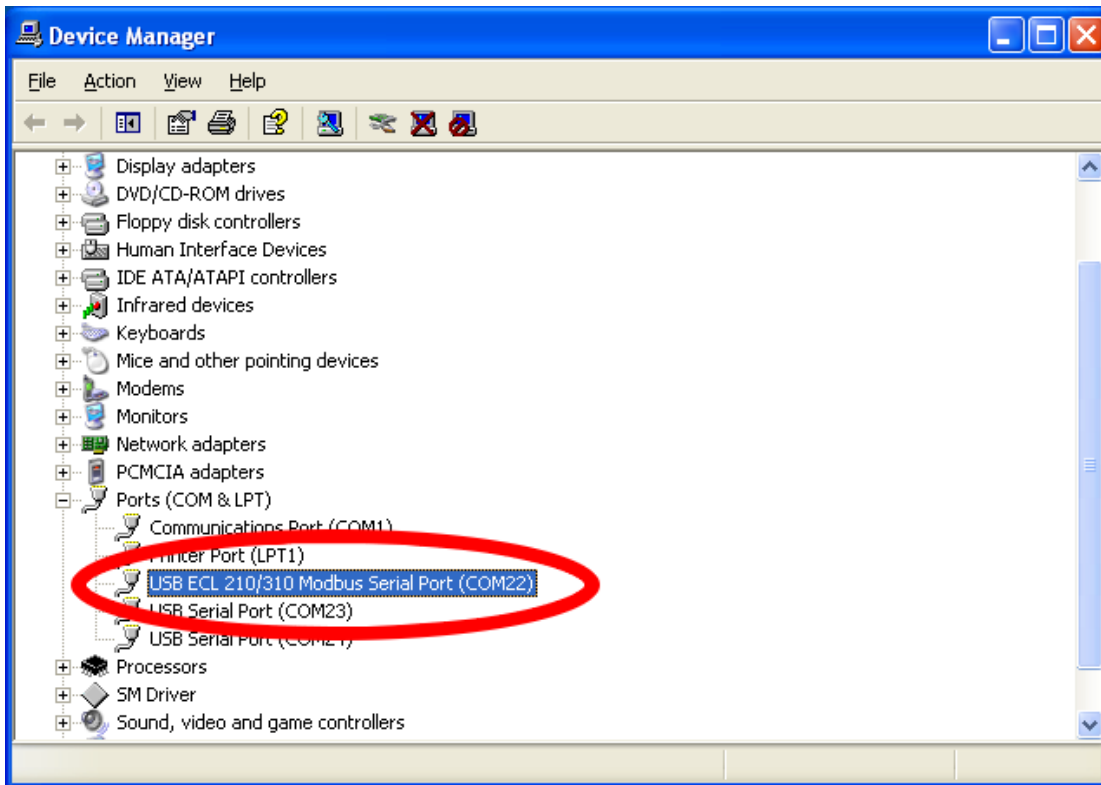 Device Manager
File Action View Help
Display adapters
DVD/CD-ROM drives
Floppy disk controllers
Human Interface Devices
IDE ATA/ATAPI controllers
Infrared devices
Keyboards
Mice and other pointing devices
Modems
Monitors
Network adapters
PCMCIA adapters
Ports (COM & LPT)
Communications Port (COM1)
Printer Port (LPT1)
USB ECL 210/310 Modbus Serial Port (COM22)
USB Serial Port (COM23)
USB Serial Port
Processors
SM Driver
Sound, video and game controllers